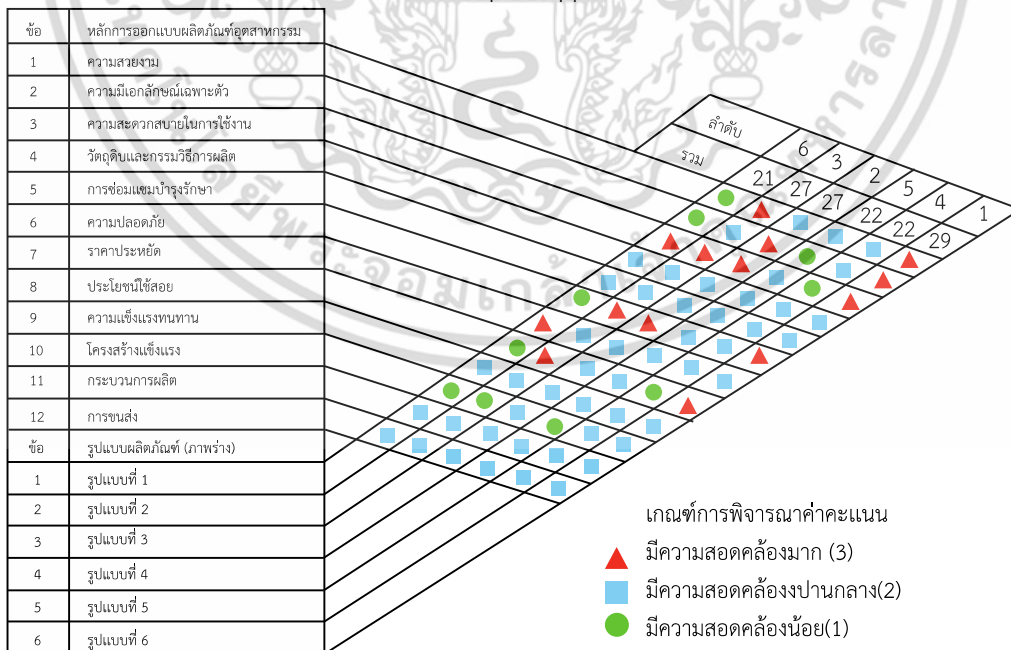 ข้อ หลักการออกแบบผลิตภัณฑ์อุตสาหกรรม
1 ความสวยงาม
2 ความมีเอกลักษณ์เฉพาะตัว
3 ความสะดวกสบายในการใช้งาน
4 วัตถุดิบและกรรมวิธีการผลิต
5 การซ่อมแซมบำรุงรักษา
6 ความปลอดภัย
7 ราคาประหยัด
8 ประโยชน์ใช้สอย
9 ความแข็งแรงทนทาน
10 โครงสร้างแข็งแรง
11 กระบวนการผลิต
12 การขนส่ง
ข้อ รูปแบบผลิตภัณฑ์ (ภาพร่าง)
1 รูปแบบที่ 1
2 รูปแบบที่ 2
3 รูปแบบที่ 3
4 รูปแบบที่ 4
5 รูปแบบที่ 5
6 รูปแบบที่ 6
ลำดับ 6 3 2 5 4 1
รวม 21 27 27 22 22 29
เกณฑ์การพิจารณาค่าคะแนน
มีความสอดคล้องมาก (3)
มีความสอดคล้องงปานกลาง(2)
มีความสอดคล้องน้อย(1)
พระจอมเกล้า